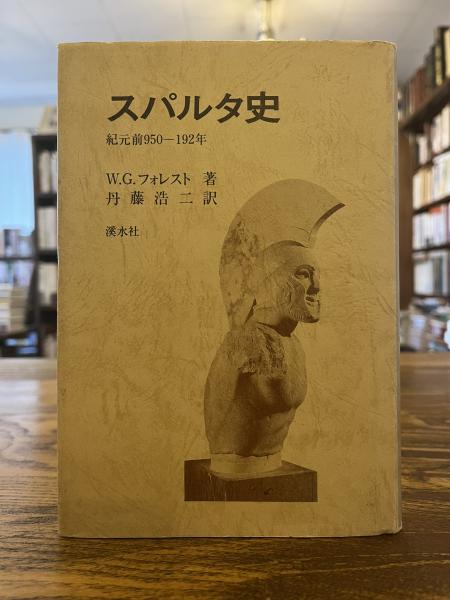 スパルタ史
紀元前950―192年
W.G.フォレスト 著
丹藤浩二 訳
溪水社